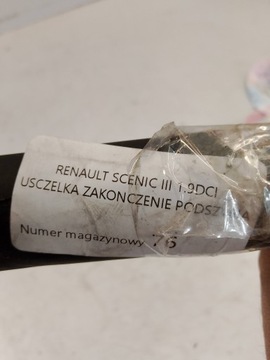 RENAULT SCENIC III 1.9DCI
USCZELKA ZAKONCZENIE
Numer magazynowy 76